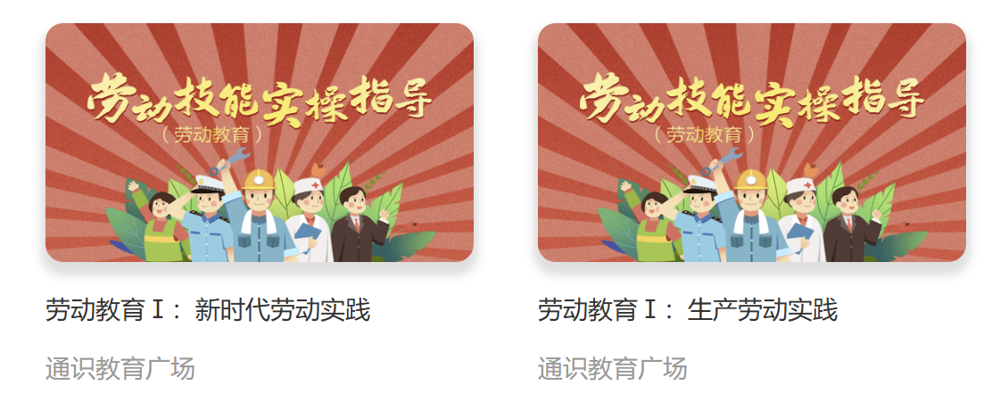 劳动技能实操指导
（劳动教育）
劳动教育Ⅰ：新时代劳动实践
通识教育广场
劳动技能实操指导
（劳动教育）
劳动教育Ⅰ：生产劳动实践
通识教育广场